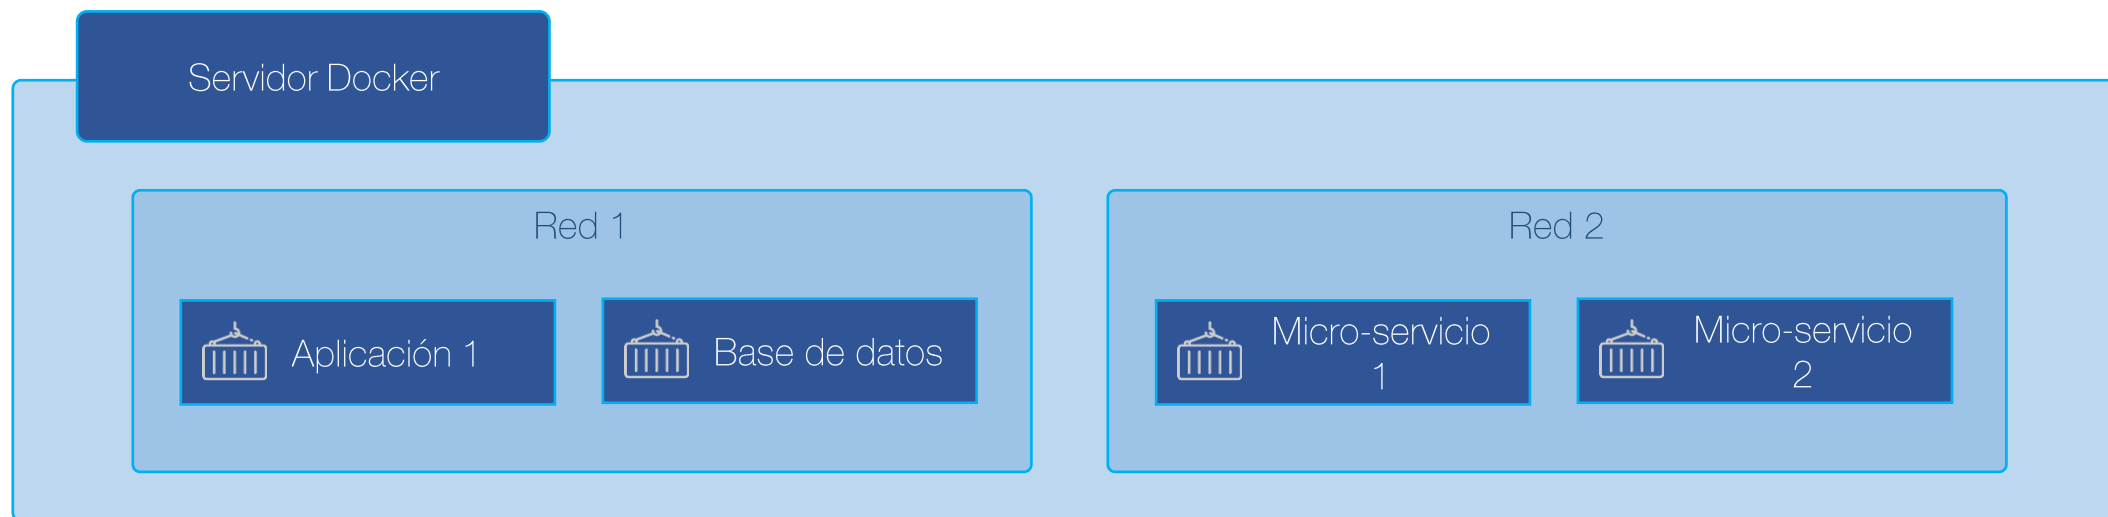 Servidor Docker
Red 1
Aplicación 1
Base de datos
Red 2
Micro-servicio
1
Micro-servicio
2